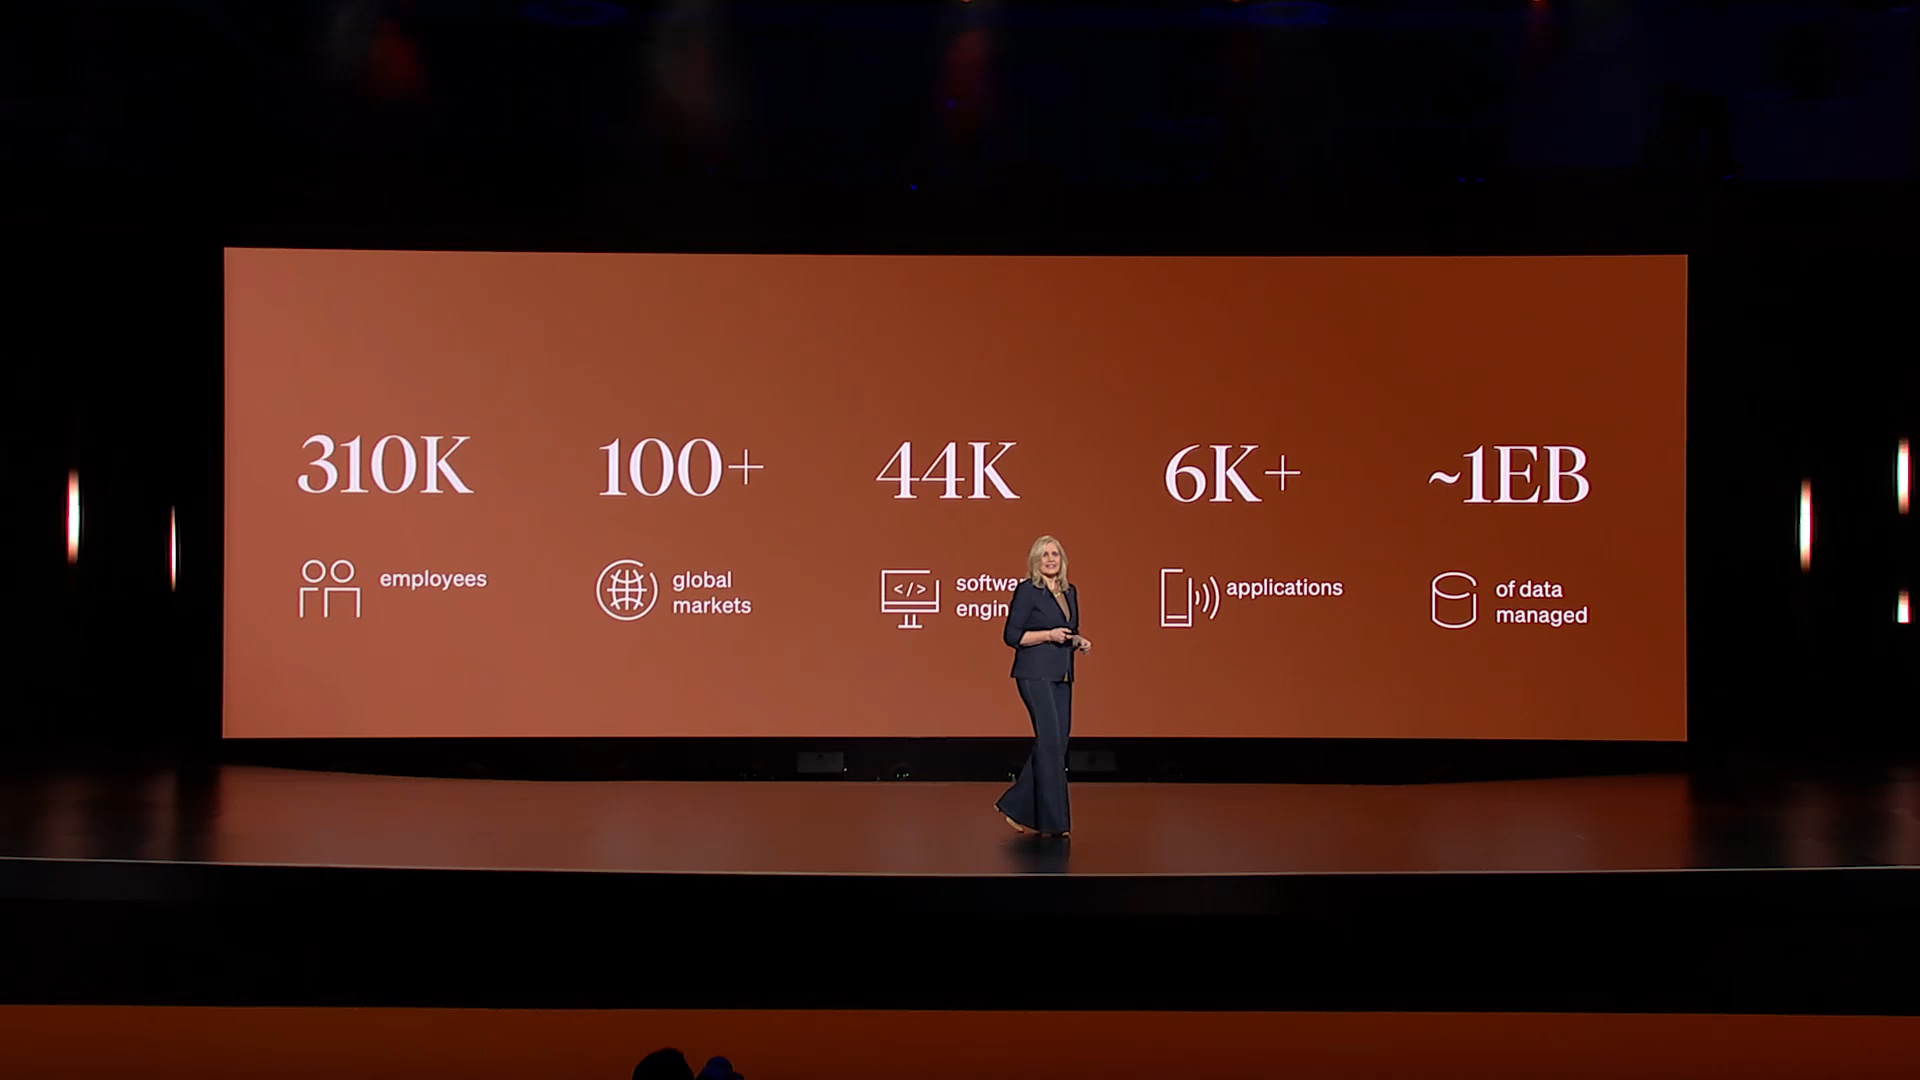 310K
100+
44K
6K+
~1EB
employees
global
markets
applications
of data
managed